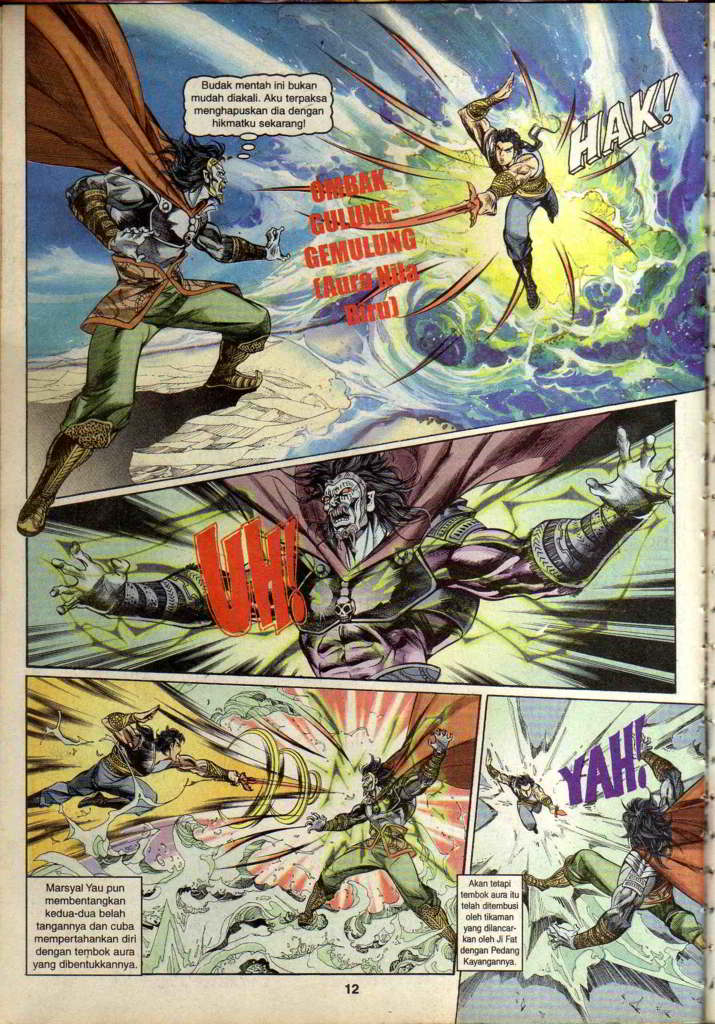 Budak mentah ini bukan
mudah diakali. Aku terpaksa
menghapuskan dia dengan
hikmatku sekarang!
OMBAK
GULUNG-
GEMULUNG
(Aura Nila
Biru)
HAK!
UH!
YAH!
Marsyal Yau pun
membentangkan
kedua-dua belah
tangannya dan cuba
mempertahankan diri
dengan tembok aura
yang dibentukkannya.
Akan tetapi
tembok aura itu
telah ditembusi
oleh tikaman
yang dilancar-
kan oleh Ji Fat
dengan Pedang
Kayangannya.
12